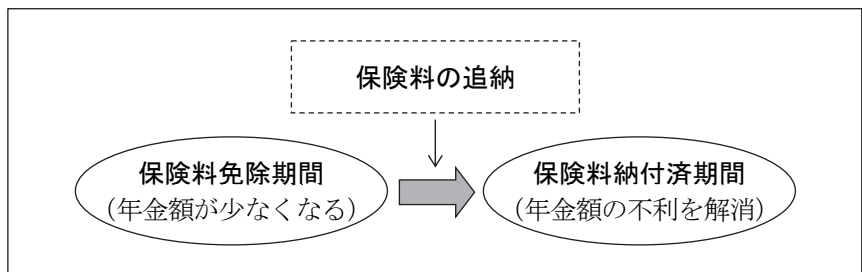 保険料の追納
保険料免除期間
(年金額が少なくなる)
保険料納付済期間
(年金額の不利を解消)